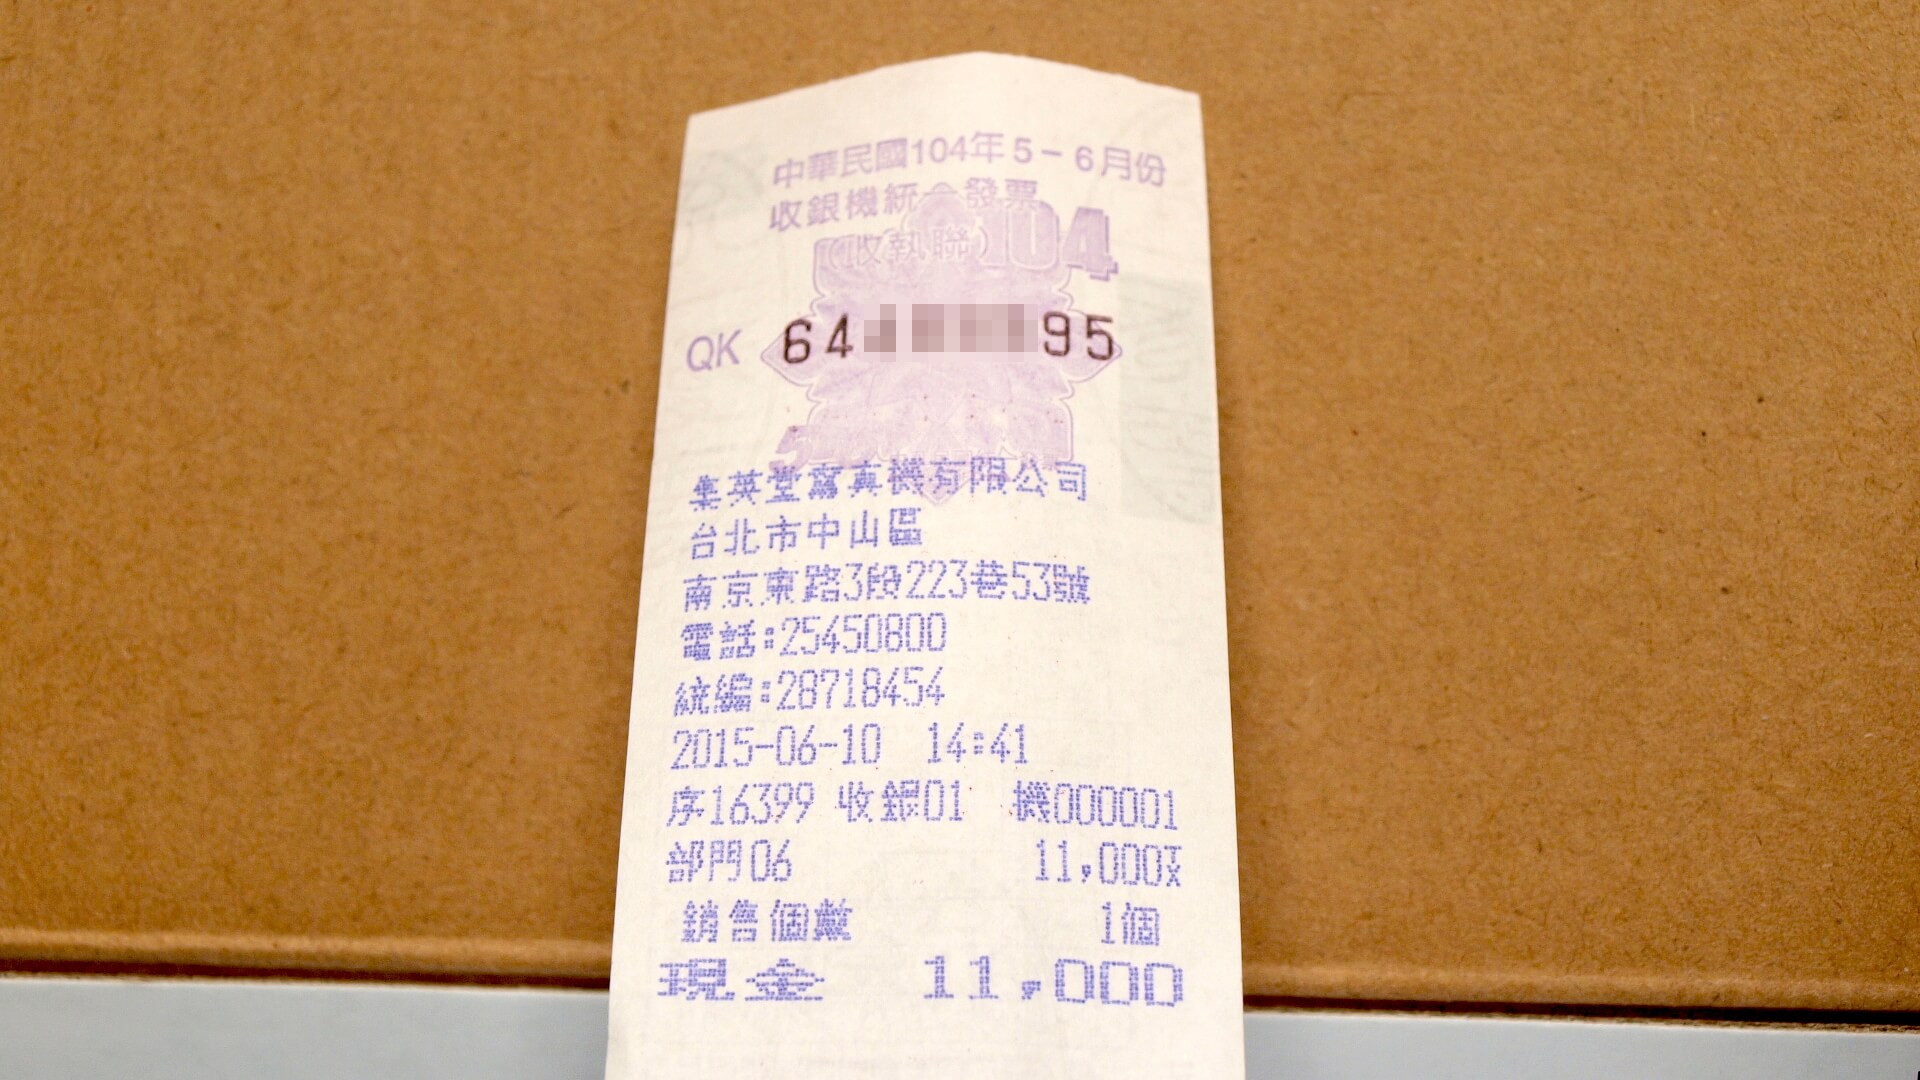 中華民國104年5-6月份
收銀機統一發票
(收執聯)
104
QK 64 95
集英堂寫真機有限公司
台北市中山區
南京東路3段223巷53號
電話:25450800
統編:28718454
2015-06-10 14:41
序16399 收銀01 機000001
部門06 11,000
銷售個數 1個
現金 11,000